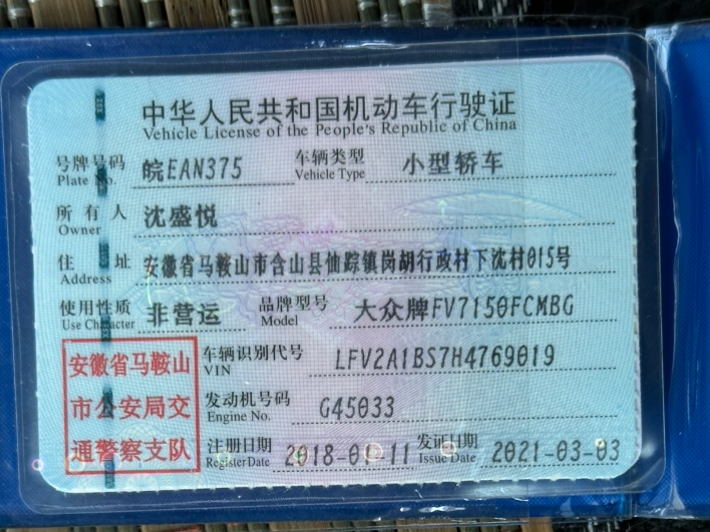 中华人民共和国机动车行驶证
Vehicle License of the People's Republic of China
号牌号码 皖EAN375 车辆类型 小型轿车
Plate No. Vehicle Type
所有人 沈盛悦
Owner
住址 安徽省马鞍山市含山县仙踪镇岗胡行政村下沈村015号
Address
使用性质 非营运 品牌型号 大众牌FV7150FCMBG
Use Character Model
安徽省马鞍山 车辆识别代号 LFV2A1BS7H4769019
VIN
市公安局交 发动机号码 G45033
Engine No.
通警察支队 注册日期 2018-01-11 发证日期 2021-03-03
Register Date Issue Date